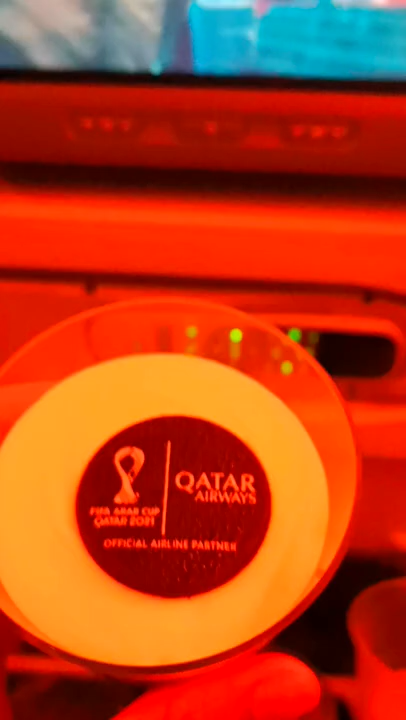 FIFA ARAB CUP
QATAR 2021
QATAR
AIRWAYS
OFFICIAL AIRLINE PARTNER